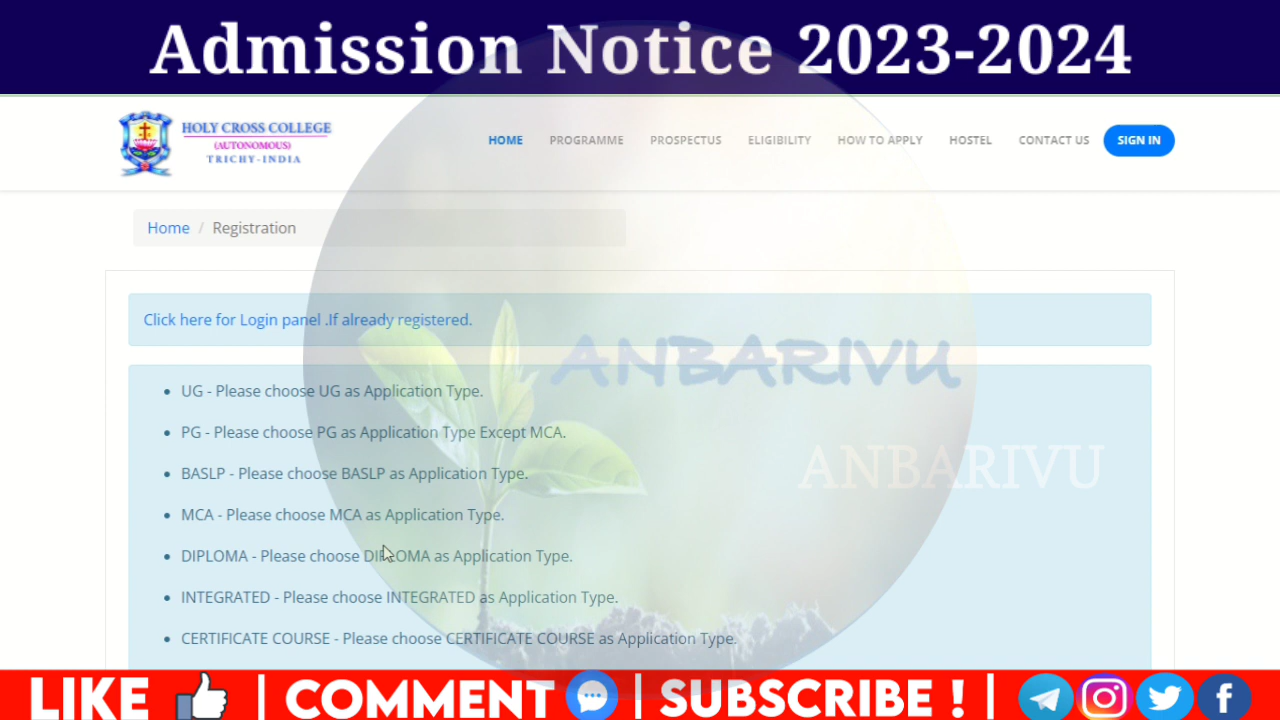 Admission Notice 2023-2024
HOLY CROSS COLLEGE
(AUTONOMOUS)
TRICHY-INDIA
HOME PROGRAMME PROSPECTUS ELIGIBILITY HOW TO APPLY HOSTEL CONTACT US SIGN IN
Home / Registration
Click here for Login panel .If already registered.
ANBARIVU
• UG - Please choose UG as Application Type.
• PG - Please choose PG as Application Type Except MCA.
ANBARIVU
• BASLP - Please choose BASLP as Application Type.
• MCA - Please choose MCA as Application Type.
• DIPLOMA - Please choose DIPLOMA as Application Type.
• INTEGRATED - Please choose INTEGRATED as Application Type.
• CERTIFICATE COURSE - Please choose CERTIFICATE COURSE as Application Type.
LIKE | COMMENT | SUBSCRIBE ! |